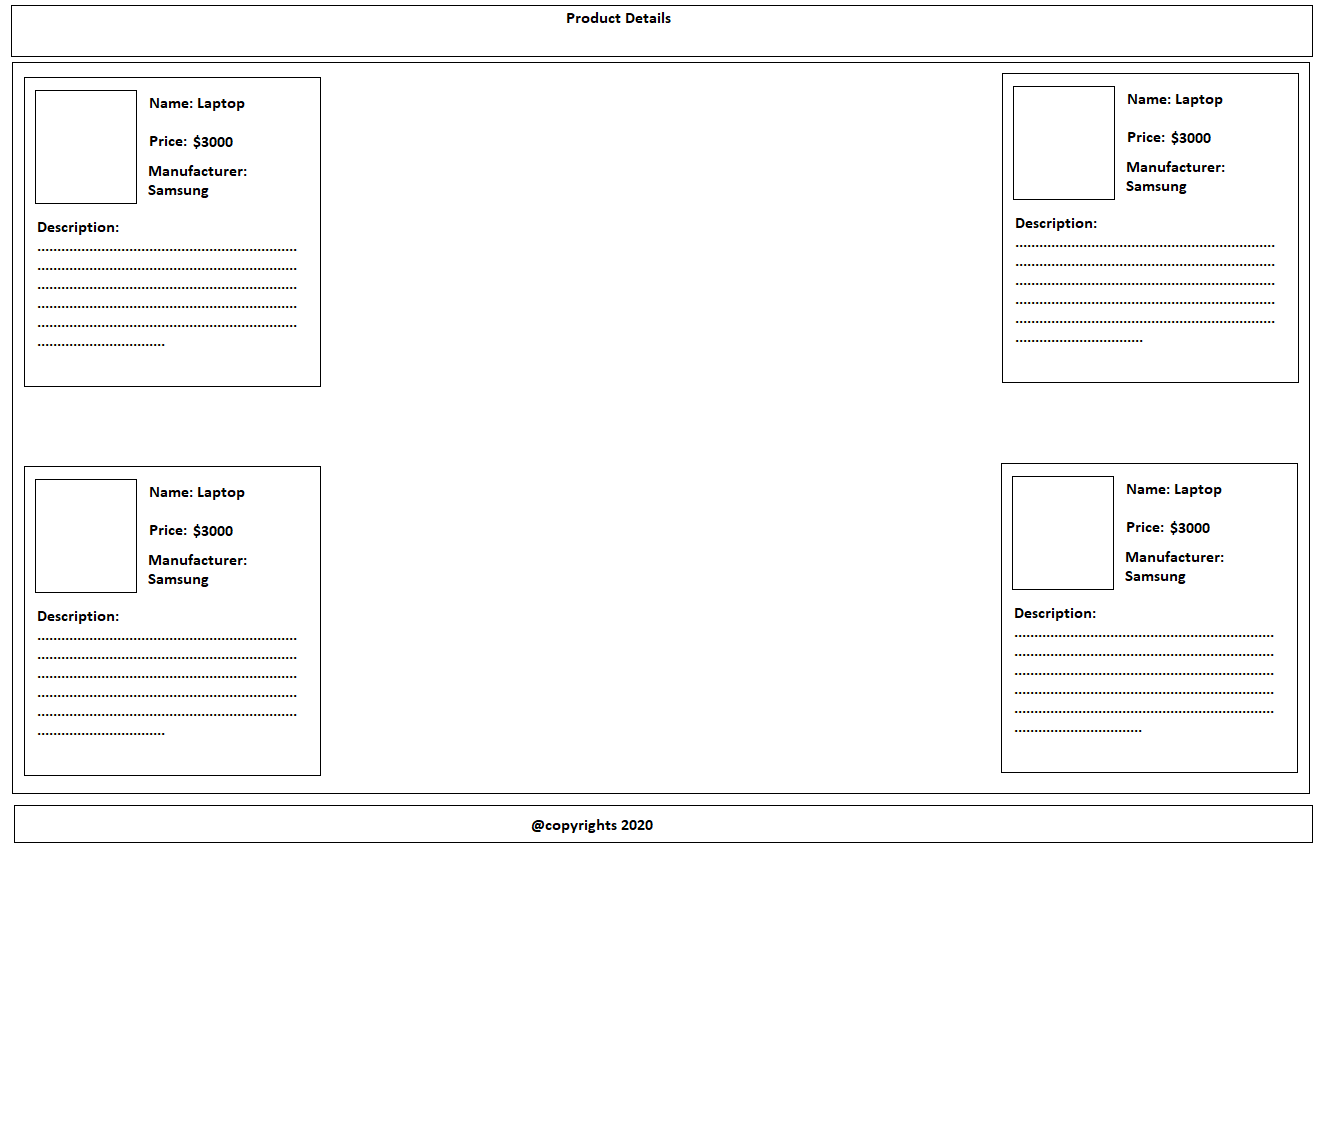 Product Details
Name: Laptop
Price: $3000
Manufacturer:
Samsung
Description:
.................................................................
.................................................................
.................................................................
.................................................................
.................................................................
................................
Name: Laptop
Price: $3000
Manufacturer:
Samsung
Description:
.................................................................
.................................................................
.................................................................
.................................................................
.................................................................
................................
Name: Laptop
Price: $3000
Manufacturer:
Samsung
Description:
.................................................................
.................................................................
.................................................................
.................................................................
.................................................................
................................
Name: Laptop
Price: $3000
Manufacturer:
Samsung
Description:
.................................................................
.................................................................
.................................................................
.................................................................
.................................................................
................................
@copyrights 2020